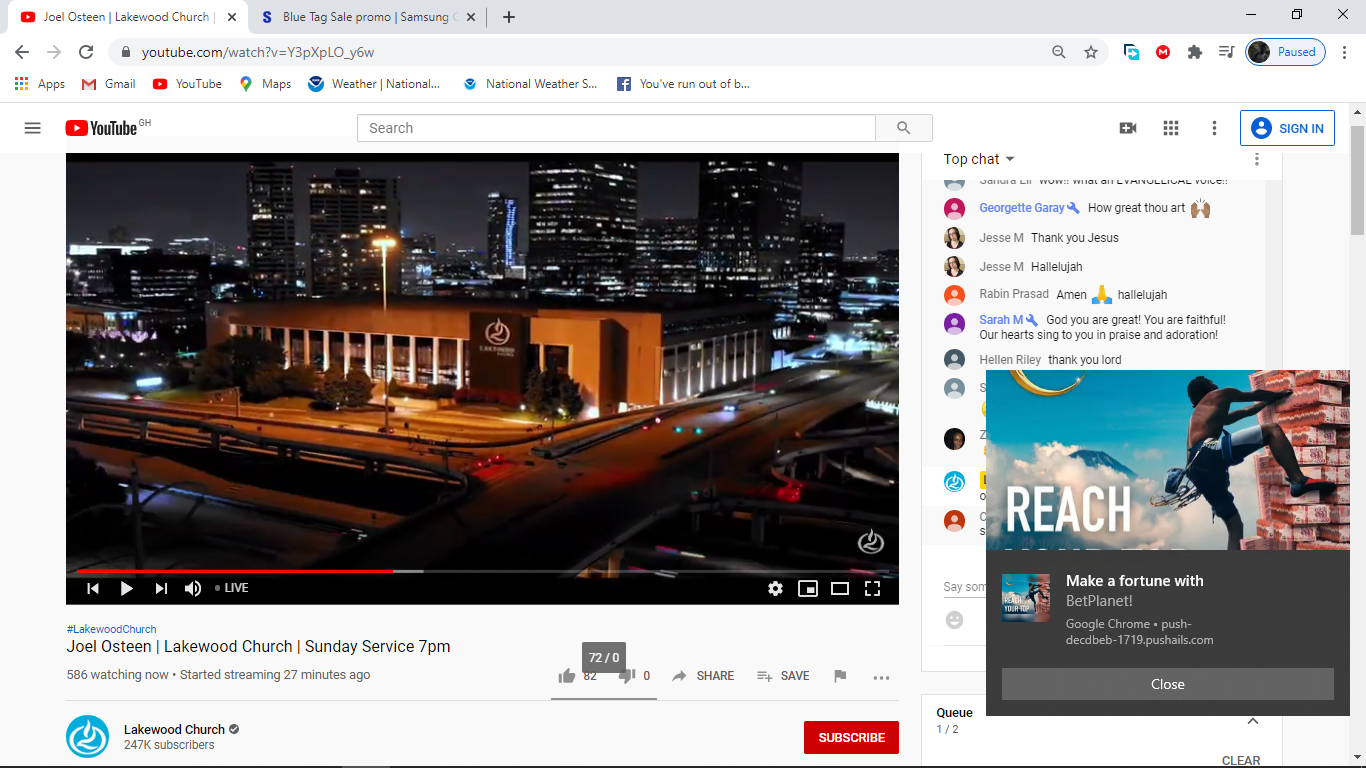 Joel Osteen | Lakewood Church |
Blue Tag Sale promo | Samsung
youtube.com/watch?v=Y3pXpLO_y6w
Paused
Apps
Gmail
YouTube
Maps
Weather | National...
National Weather S...
You've run out of b...
YouTube GH
Search
SIGN IN
Top chat
Sandra Ell wow!! what an EVANGELICAL voice!!
Georgette Garay How great thou art
Jesse M Thank you Jesus
Jesse M Hallelujah
Rabin Prasad Amen hallelujah
Sarah M God you are great! You are faithful!
Our hearts sing to you in praise and adoration!
Hellen Riley thank you lord
LAKEWOOD
LIVE
Say som
REACH
REACH
YOUR TOP
Make a fortune with
BetPlanet!
Google Chrome • push-
decdbeb-1719.pushails.com
Close
#LakewoodChurch
Joel Osteen | Lakewood Church | Sunday Service 7pm
586 watching now • Started streaming 27 minutes ago
72 / 0
82
0
SHARE
SAVE
Lakewood Church
247K subscribers
SUBSCRIBE
Queue
1 / 2
CLEAR